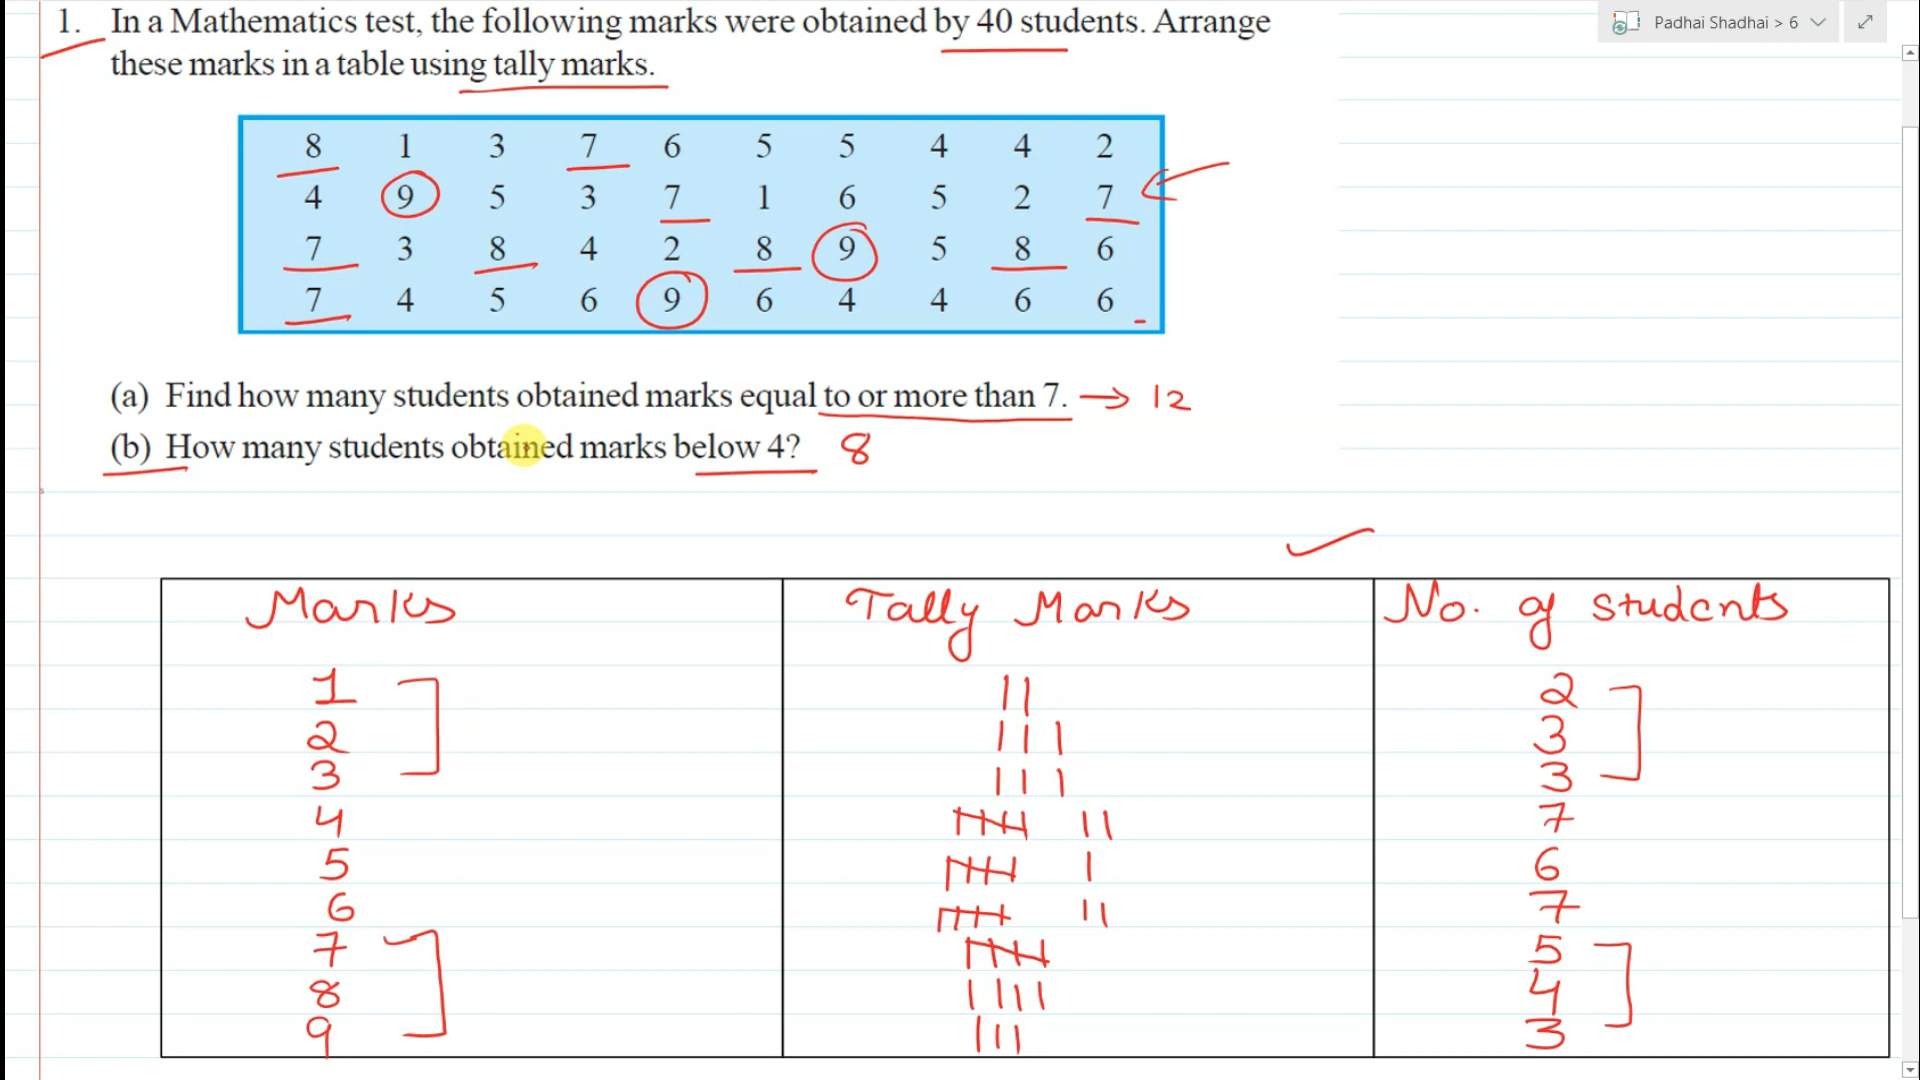 Padhai Shadhai > 6
1. In a Mathematics test, the following marks were obtained by 40 students. Arrange
these marks in a table using tally marks.
8 1 3 7 6 5 5 4 4 2
4 9 5 3 7 1 6 5 2 7
7 3 8 4 2 8 9 5 8 6
7 4 5 6 9 6 4 4 6 6
(a) Find how many students obtained marks equal to or more than 7. → 12
(b) How many students obtained marks below 4? 8
Marks Tally Marks No. of students
1 || 2
2 ||| 3
3 ||| 3
4 |||| || 7
5 |||| | 6
6 |||| || 7
7 |||| 5
8 |||| 4
9 ||| 3